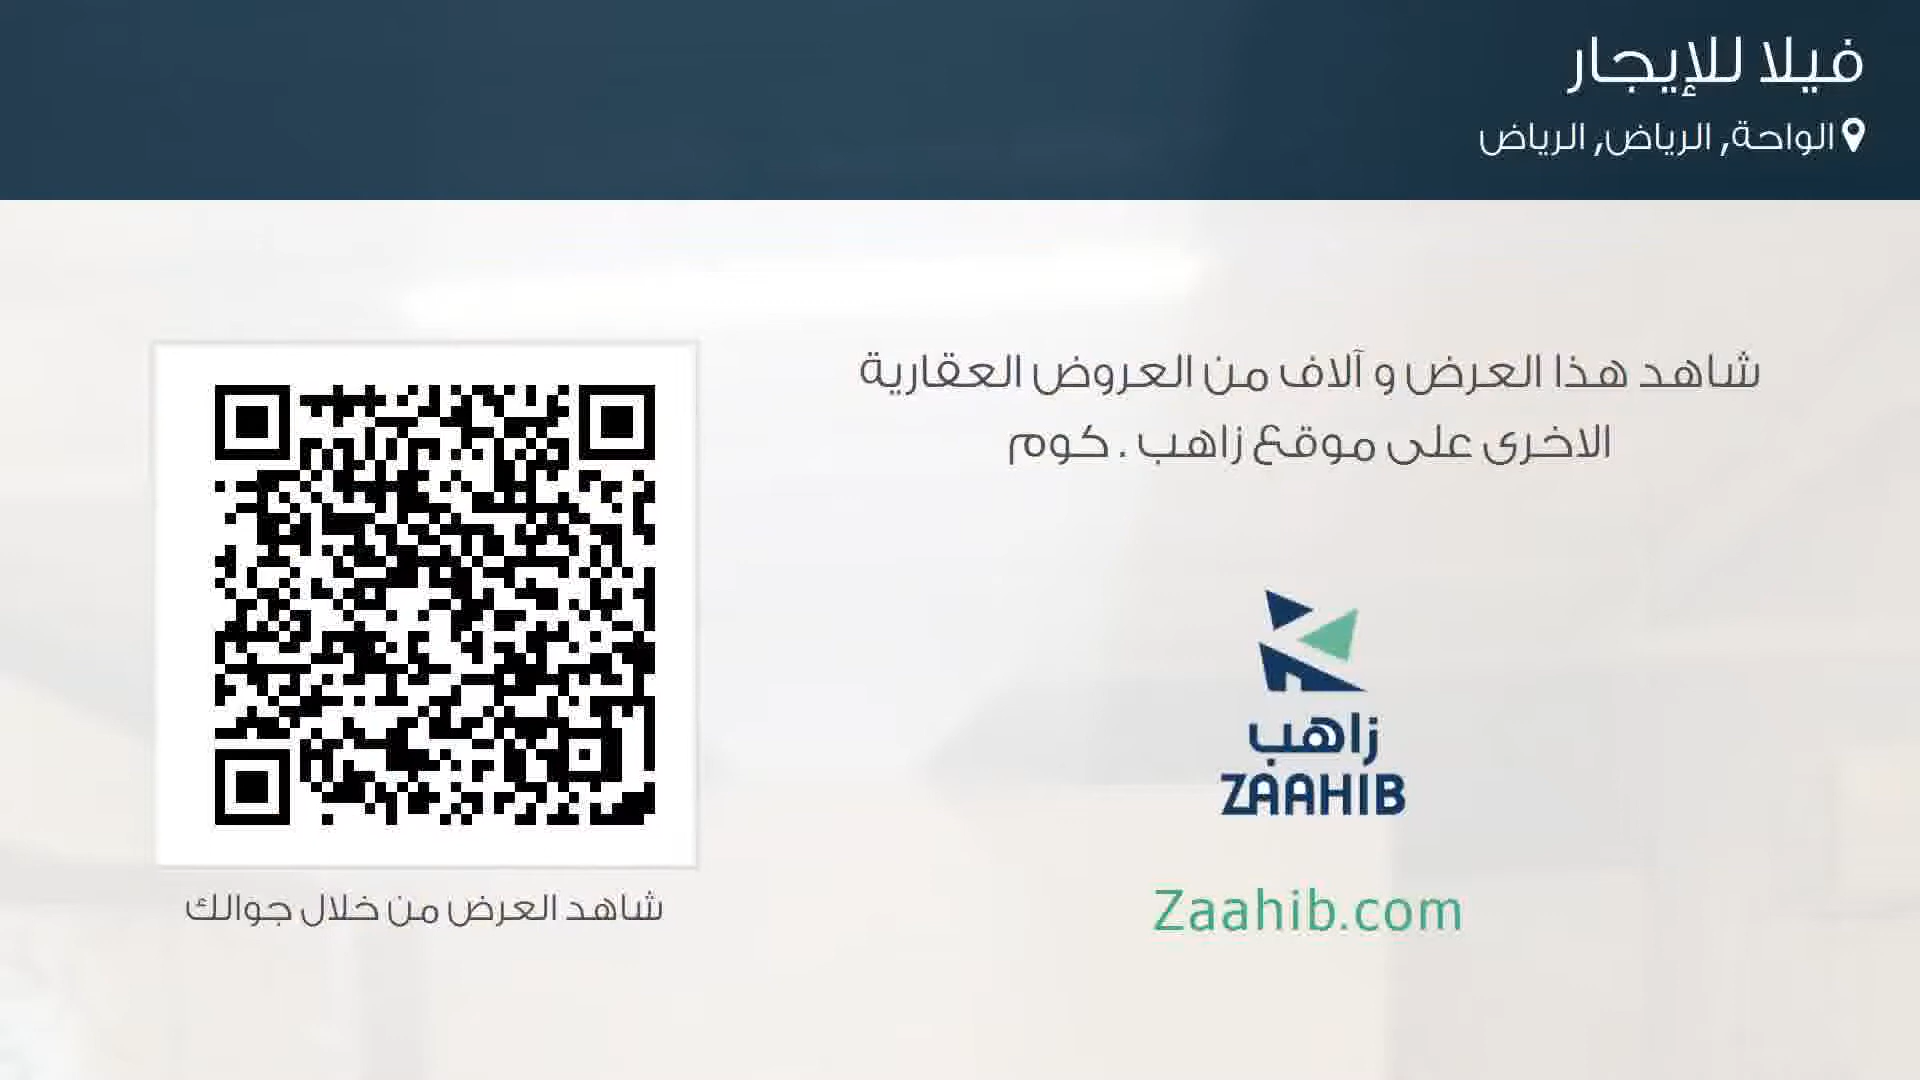 فيلا للإيجار
الواحة, الرياض, الرياض
شاهد هذا العرض و آلاف من العروض العقارية
الاخرى على موقع زاهب . كوم
زاهب
ZAAHIB
Zaahib.com
شاهد العرض من خلال جوالك